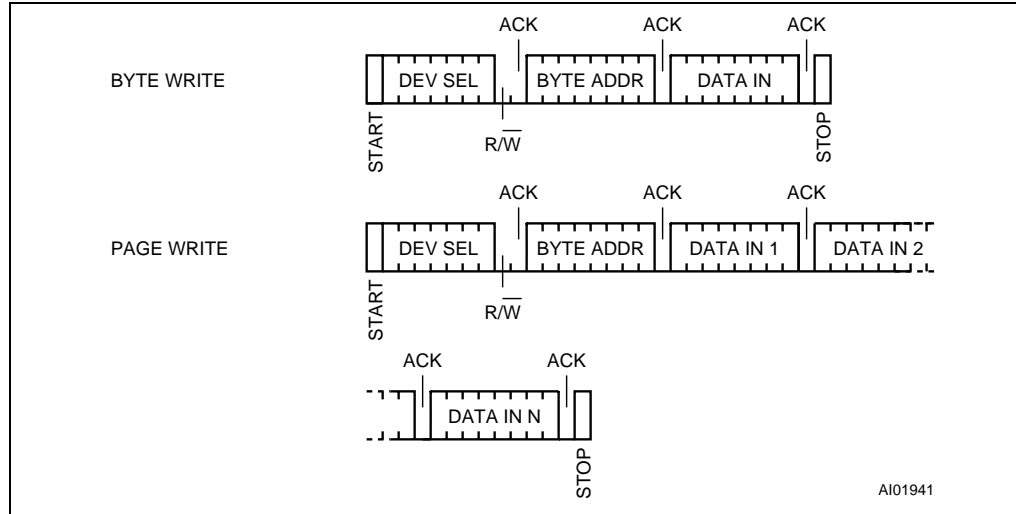 ACK ACK ACK
BYTE WRITE DEV SEL BYTE ADDR DATA IN
START R/W̅ STOP
ACK ACK ACK
PAGE WRITE DEV SEL BYTE ADDR DATA IN 1 DATA IN 2
START R/W̅
ACK ACK
DATA IN N
STOP
AI01941